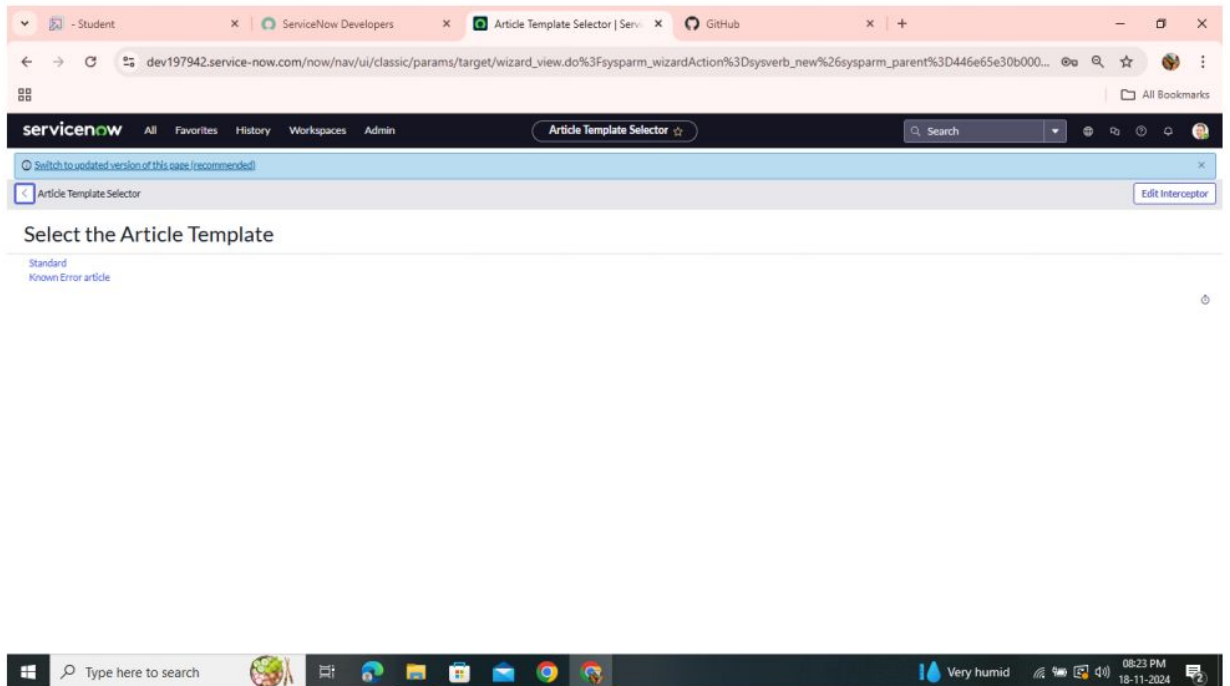 - Student
ServiceNow Developers
Article Template Selector | Serv
GitHub
dev197942.service-now.com/now/nav/ui/classic/params/target/wizard_view.do%3Fsysparm_wizardAction%3Dsysverb_new%26sysparm_parent%3D446e65e30b000...
All Bookmarks
servicenow All Favorites History Workspaces Admin Article Template Selector Search
Switch to updated version of this page (recommended)
Article Template Selector Edit Interceptor
Select the Article Template
Standard
Known Error article
Type here to search Very humid 08:23 PM
18-11-2024
2